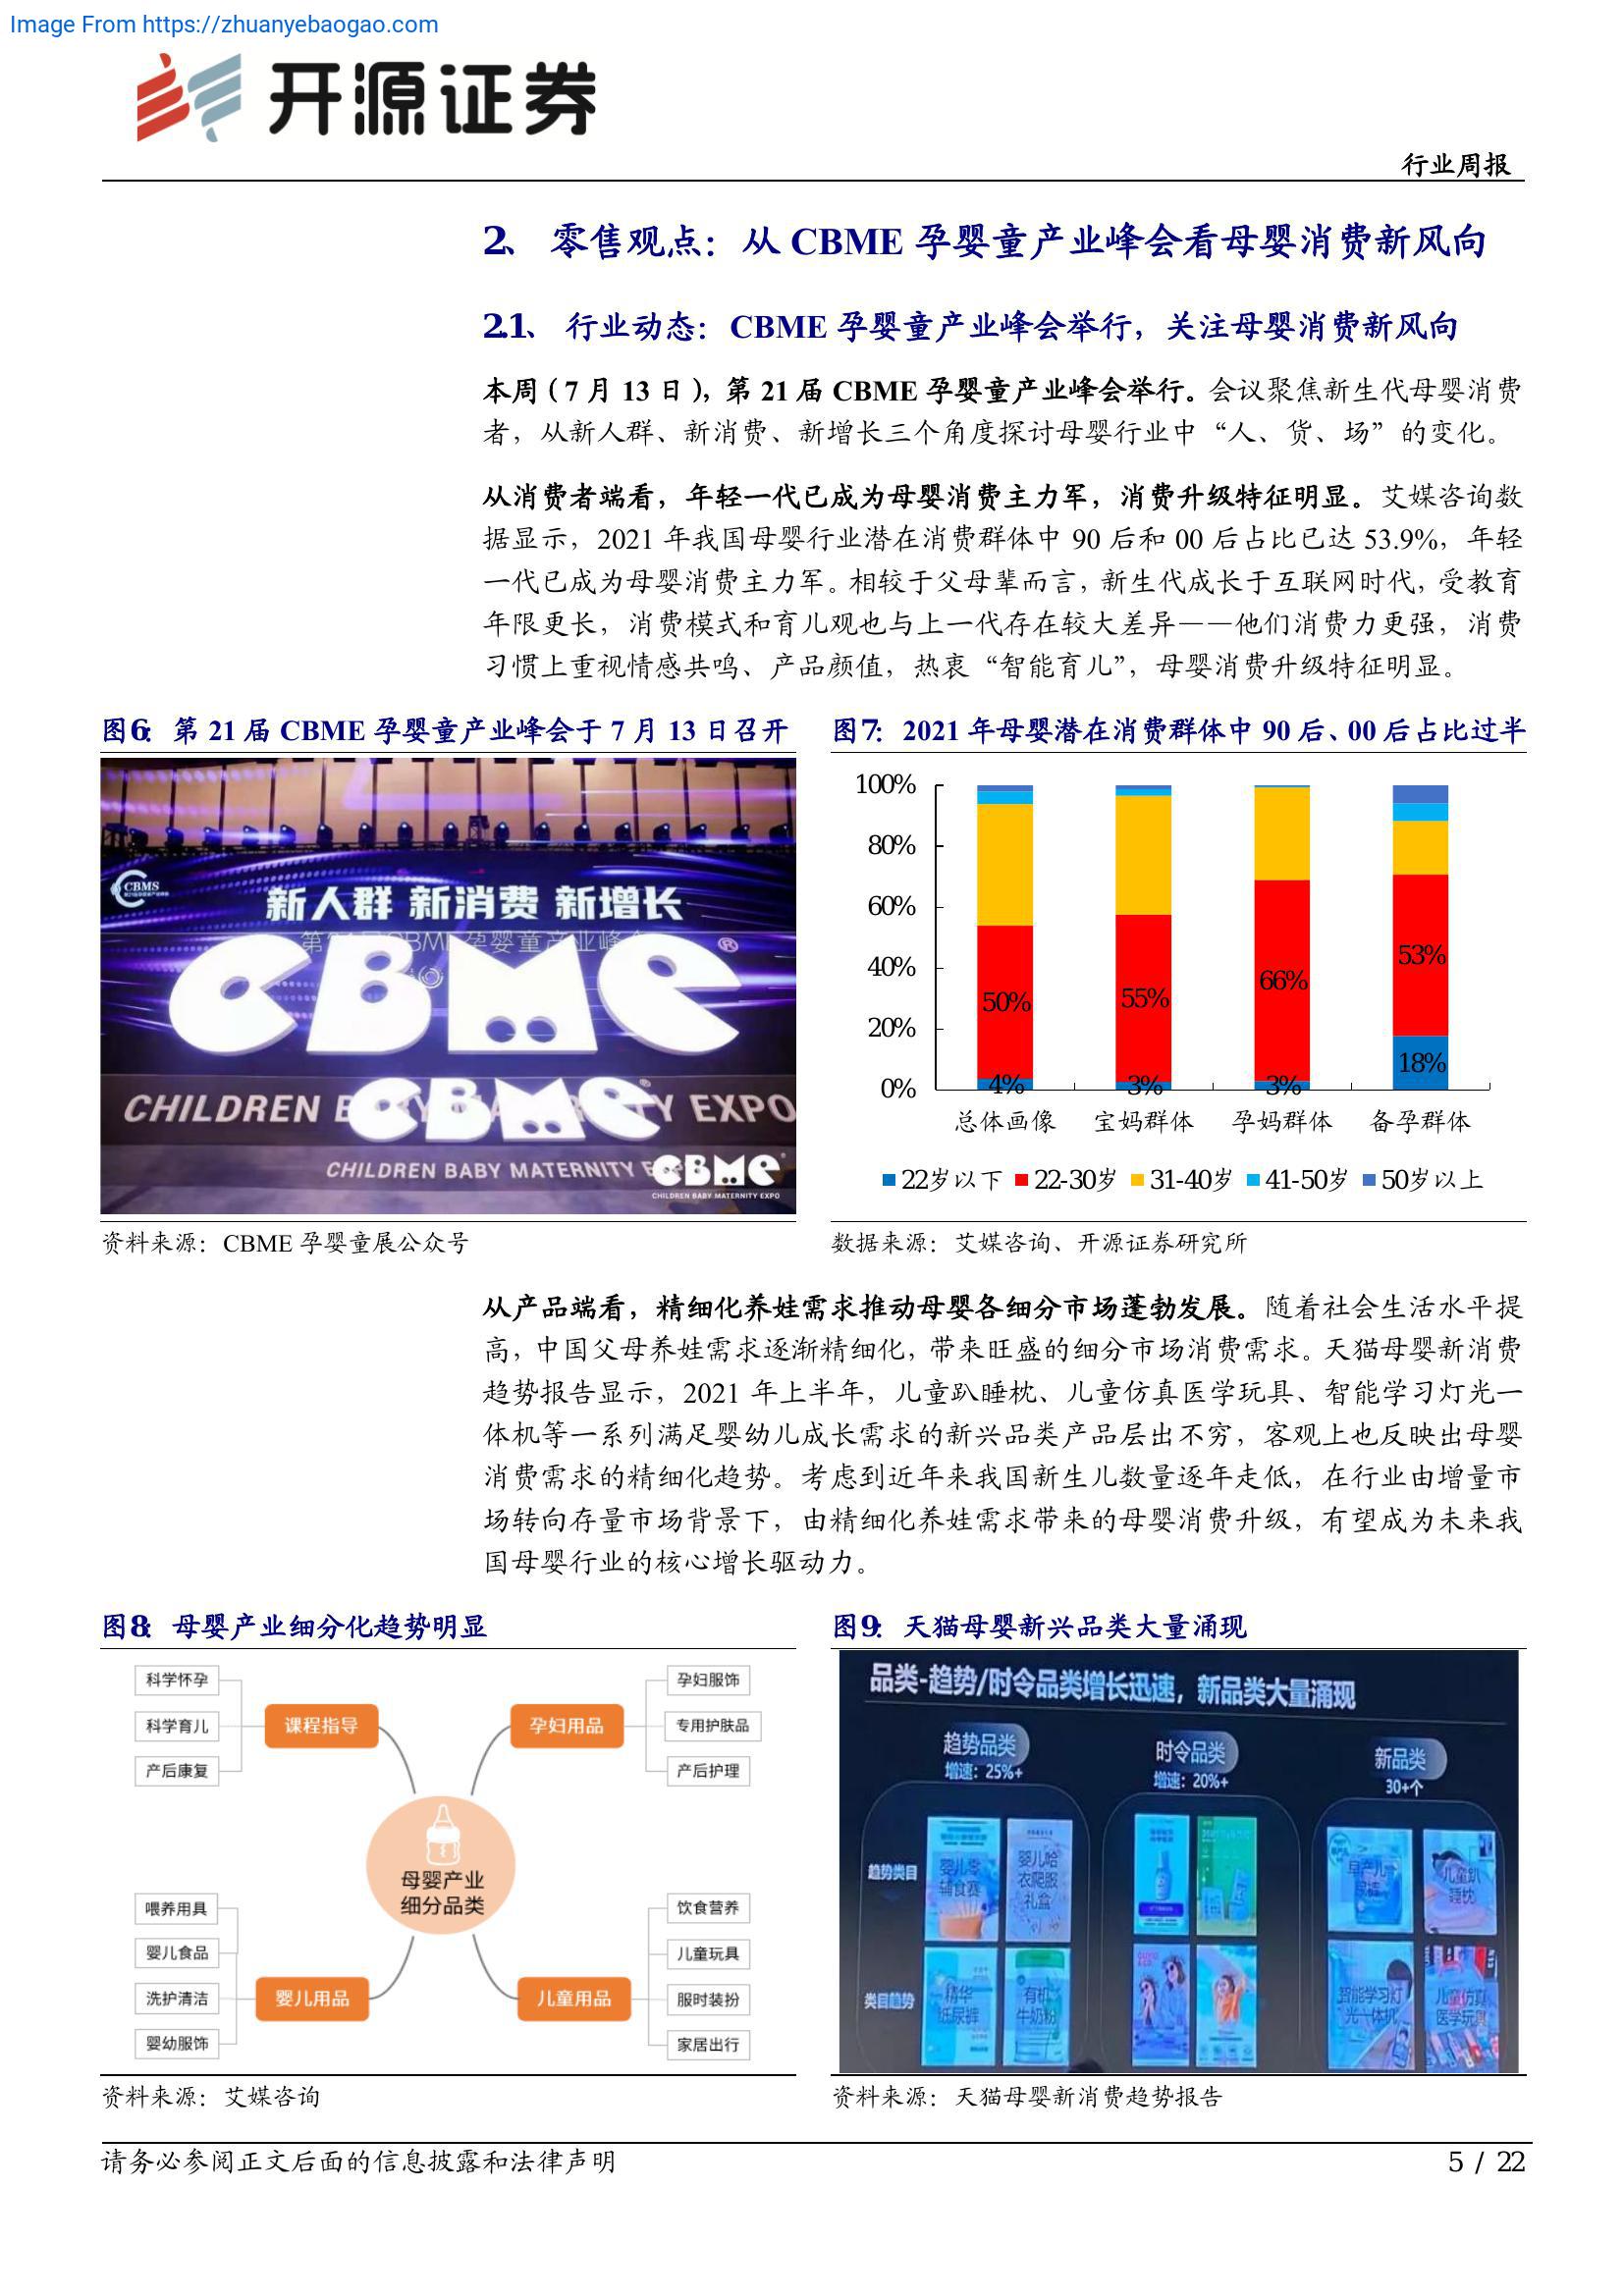 Image From https://zhuanyebaogao.com
开源证券
行业周报
2、 零售观点：从 CBME 孕婴童产业峰会看母婴消费新风向
2.1、 行业动态：CBME 孕婴童产业峰会举行，关注母婴消费新风向
本周（7 月 13 日），第 21 届 CBME 孕婴童产业峰会举行。会议聚焦新生代母婴消费
者，从新人群、新消费、新增长三个角度探讨母婴行业中“人、货、场”的变化。
从消费者端看，年轻一代已成为母婴消费主力军，消费升级特征明显。艾媒咨询数
据显示，2021 年我国母婴行业潜在消费群体中 90 后和 00 后占比已达 53.9%，年轻
一代已成为母婴消费主力军。相较于父母辈而言，新生代成长于互联网时代，受教育
年限更长，消费模式和育儿观也与上一代存在较大差异——他们消费力更强，消费
习惯上重视情感共鸣、产品颜值，热衷“智能育儿”，母婴消费升级特征明显。
图6：第 21 届 CBME 孕婴童产业峰会于 7 月 13 日召开
CBMS
新人群 新消费 新增长
CBME
CBME
CHILDREN BABY MATERNITY EXPO
CBME
CHILDREN BABY MATERNITY EXPO
资料来源：CBME 孕婴童展公众号
图7：2021 年母婴潜在消费群体中 90 后、00 后占比过半
100%
80%
60%
40%
20%
0%
50% 55% 66% 53%
4% 3% 3% 18%
总体画像 宝妈群体 孕妈群体 备孕群体
22岁以下 22-30岁 31-40岁 41-50岁 50岁以上
数据来源：艾媒咨询、开源证券研究所
从产品端看，精细化养娃需求推动母婴各细分市场蓬勃发展。随着社会生活水平提
高，中国父母养娃需求逐渐精细化，带来旺盛的细分市场消费需求。天猫母婴新消费
趋势报告显示，2021 年上半年，儿童趴睡枕、儿童仿真医学玩具、智能学习灯光一
体机等一系列满足婴幼儿成长需求的新兴品类产品层出不穷，客观上也反映出母婴
消费需求的精细化趋势。考虑到近年来我国新生儿数量逐年走低，在行业由增量市
场转向存量市场背景下，由精细化养娃需求带来的母婴消费升级，有望成为未来我
国母婴行业的核心增长驱动力。
图8：母婴产业细分化趋势明显
科学怀孕
科学育儿
产后康复
课程指导
孕妇用品
孕妇服饰
专用护肤品
产后护理
母婴产业
细分品类
喂养用具
婴儿食品
洗护清洁
婴幼服饰
婴儿用品
儿童用品
饮食营养
儿童玩具
服时装扮
家居出行
资料来源：艾媒咨询
图9：天猫母婴新兴品类大量涌现
品类-趋势/时令品类增长迅速，新品类大量涌现
趋势品类
增速：25%+
时令品类
增速：20%+
新品类
30+个
趋势类目
婴儿零
辅食赛
婴儿哈
衣爬服
礼盒
儿童趴
睡枕
类目趋势
精华
纸尿裤
有机
牛奶粉
智能学习灯
光一体机
儿童仿真
医学玩具
资料来源：天猫母婴新消费趋势报告
请务必参阅正文后面的信息披露和法律声明
5 / 22